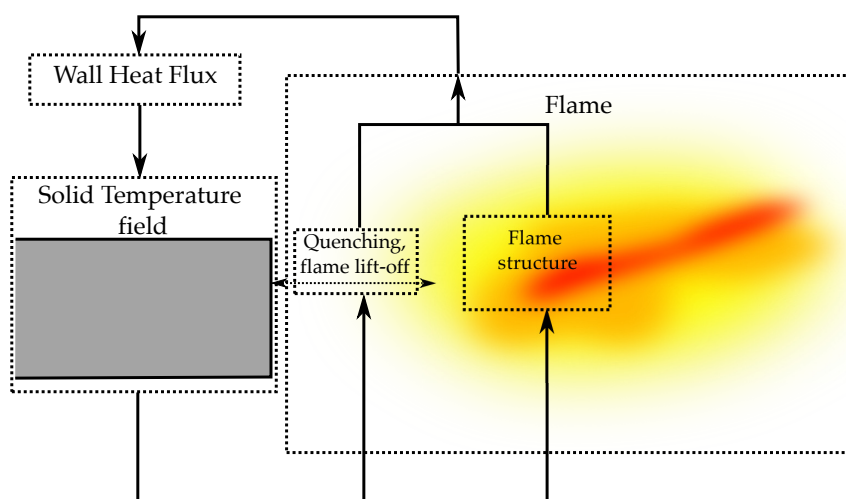 Wall Heat Flux
Flame
Solid Temperature
field
Quenching,
flame lift-off
Flame
structure